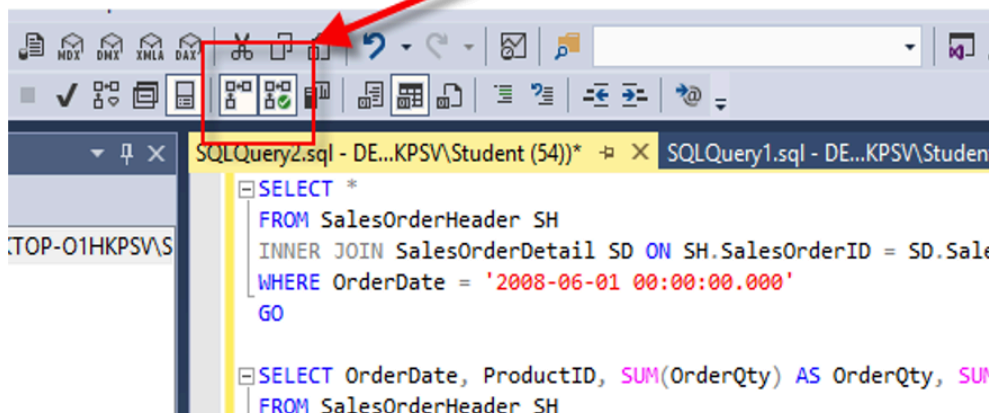 MDX DMX XMLA DAX
SQLQuery2.sql - DE...KPSV\Student (54))* SQLQuery1.sql - DE...KPSV\Student
KTOP-O1HKPSV\S
SELECT *
FROM SalesOrderHeader SH
INNER JOIN SalesOrderDetail SD ON SH.SalesOrderID = SD.Sale
WHERE OrderDate = '2008-06-01 00:00:00.000'
GO
SELECT OrderDate, ProductID, SUM(OrderQty) AS OrderQty, SUM
FROM SalesOrderHeader SH